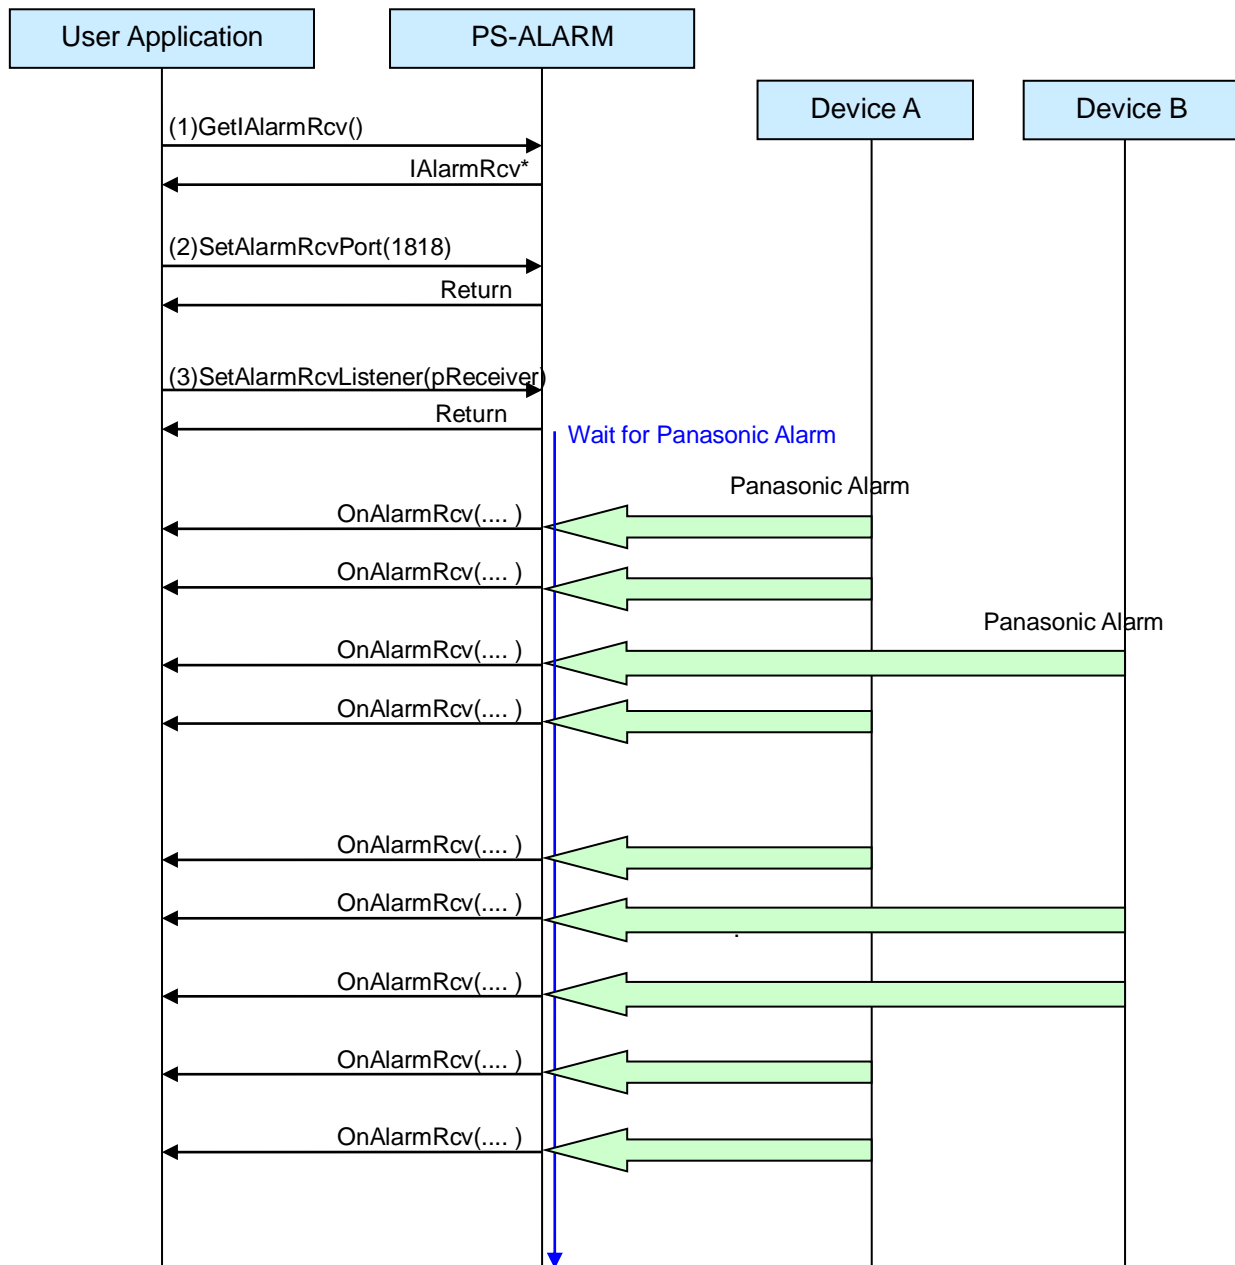 User Application
PS-ALARM
Device A
Device B
(1)GetIAlarmRcv()
IAlarmRcv*
(2)SetAlarmRcvPort(1818)
Return
(3)SetAlarmRcvListener(pReceiver)
Return
Wait for Panasonic Alarm
Panasonic Alarm
OnAlarmRcv(.... )
OnAlarmRcv(.... )
Panasonic Alarm
OnAlarmRcv(.... )
OnAlarmRcv(.... )
OnAlarmRcv(.... )
OnAlarmRcv(.... )
OnAlarmRcv(.... )
OnAlarmRcv(.... )
OnAlarmRcv(.... )